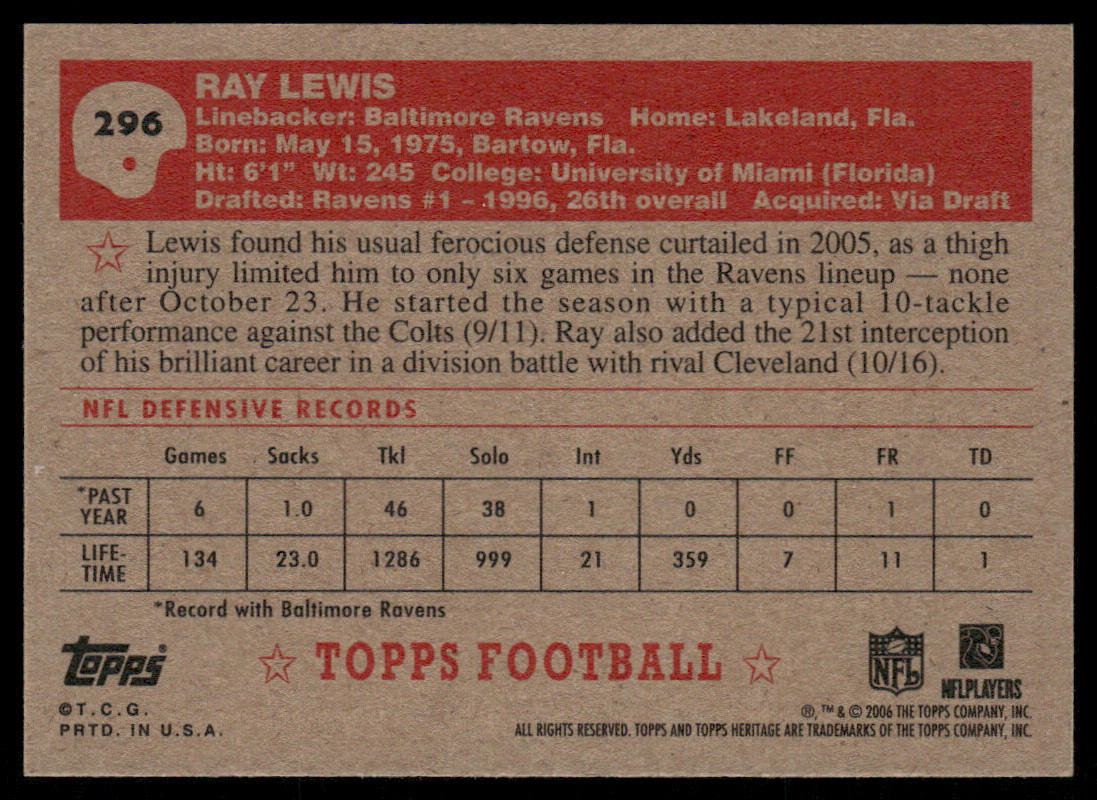 296
RAY LEWIS
Linebacker: Baltimore Ravens Home: Lakeland, Fla.
Born: May 15, 1975, Bartow, Fla.
Ht: 6'1" Wt: 245 College: University of Miami (Florida)
Drafted: Ravens #1 - 1996, 26th overall Acquired: Via Draft
Lewis found his usual ferocious defense curtailed in 2005, as a thigh
injury limited him to only six games in the Ravens lineup — none
after October 23. He started the season with a typical 10-tackle
performance against the Colts (9/11). Ray also added the 21st interception
of his brilliant career in a division battle with rival Cleveland (10/16).
NFL DEFENSIVE RECORDS
Games Sacks Tkl Solo Int Yds FF FR TD
*PAST YEAR 6 1.0 46 38 1 0 0 1 0
LIFE-TIME 134 23.0 1286 999 21 359 7 11 1
*Record with Baltimore Ravens
topps
TOPPS FOOTBALL
NFL
NFLPLAYERS
©T.C.G.
PRTD. IN U.S.A.
®, ™ & © 2006 THE TOPPS COMPANY, INC.
ALL RIGHTS RESERVED. TOPPS AND TOPPS HERITAGE ARE TRADEMARKS OF THE TOPPS COMPANY, INC.